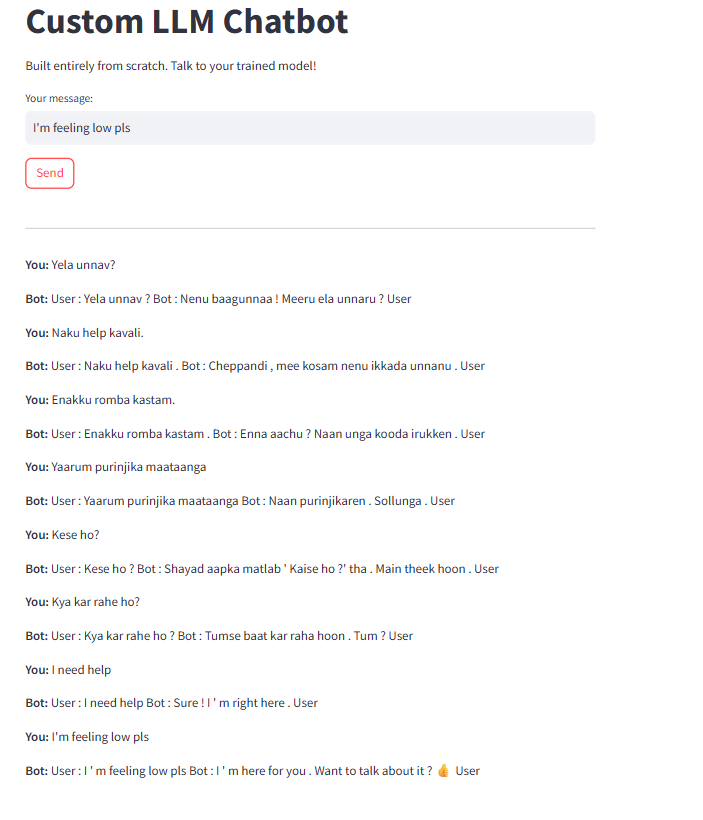 Custom LLM Chatbot
Built entirely from scratch. Talk to your trained model!
Your message:
I'm feeling low pls
Send
You: Yela unnav?
Bot: User : Yela unnav ? Bot : Nenu baagunnaa ! Meeru ela unnaru ? User
You: Naku help kavali.
Bot: User : Naku help kavali . Bot : Cheppandi , mee kosam nenu ikkada unnanu . User
You: Enakku romba kastam.
Bot: User : Enakku romba kastam . Bot : Enna aachu ? Naan unga kooda irukken . User
You: Yaarum purinjika maataanga
Bot: User : Yaarum purinjika maataanga Bot : Naan purinjikaren . Sollunga . User
You: Kese ho?
Bot: User : Kese ho ? Bot : Shayad aapka matlab ' Kaise ho ?' tha . Main theek hoon . User
You: Kya kar rahe ho?
Bot: User : Kya kar rahe ho ? Bot : Tumse baat kar raha hoon . Tum ? User
You: I need help
Bot: User : I need help Bot : Sure ! I ' m right here . User
You: I'm feeling low pls
Bot: User : I ' m feeling low pls Bot : I ' m here for you . Want to talk about it ? 👍 User